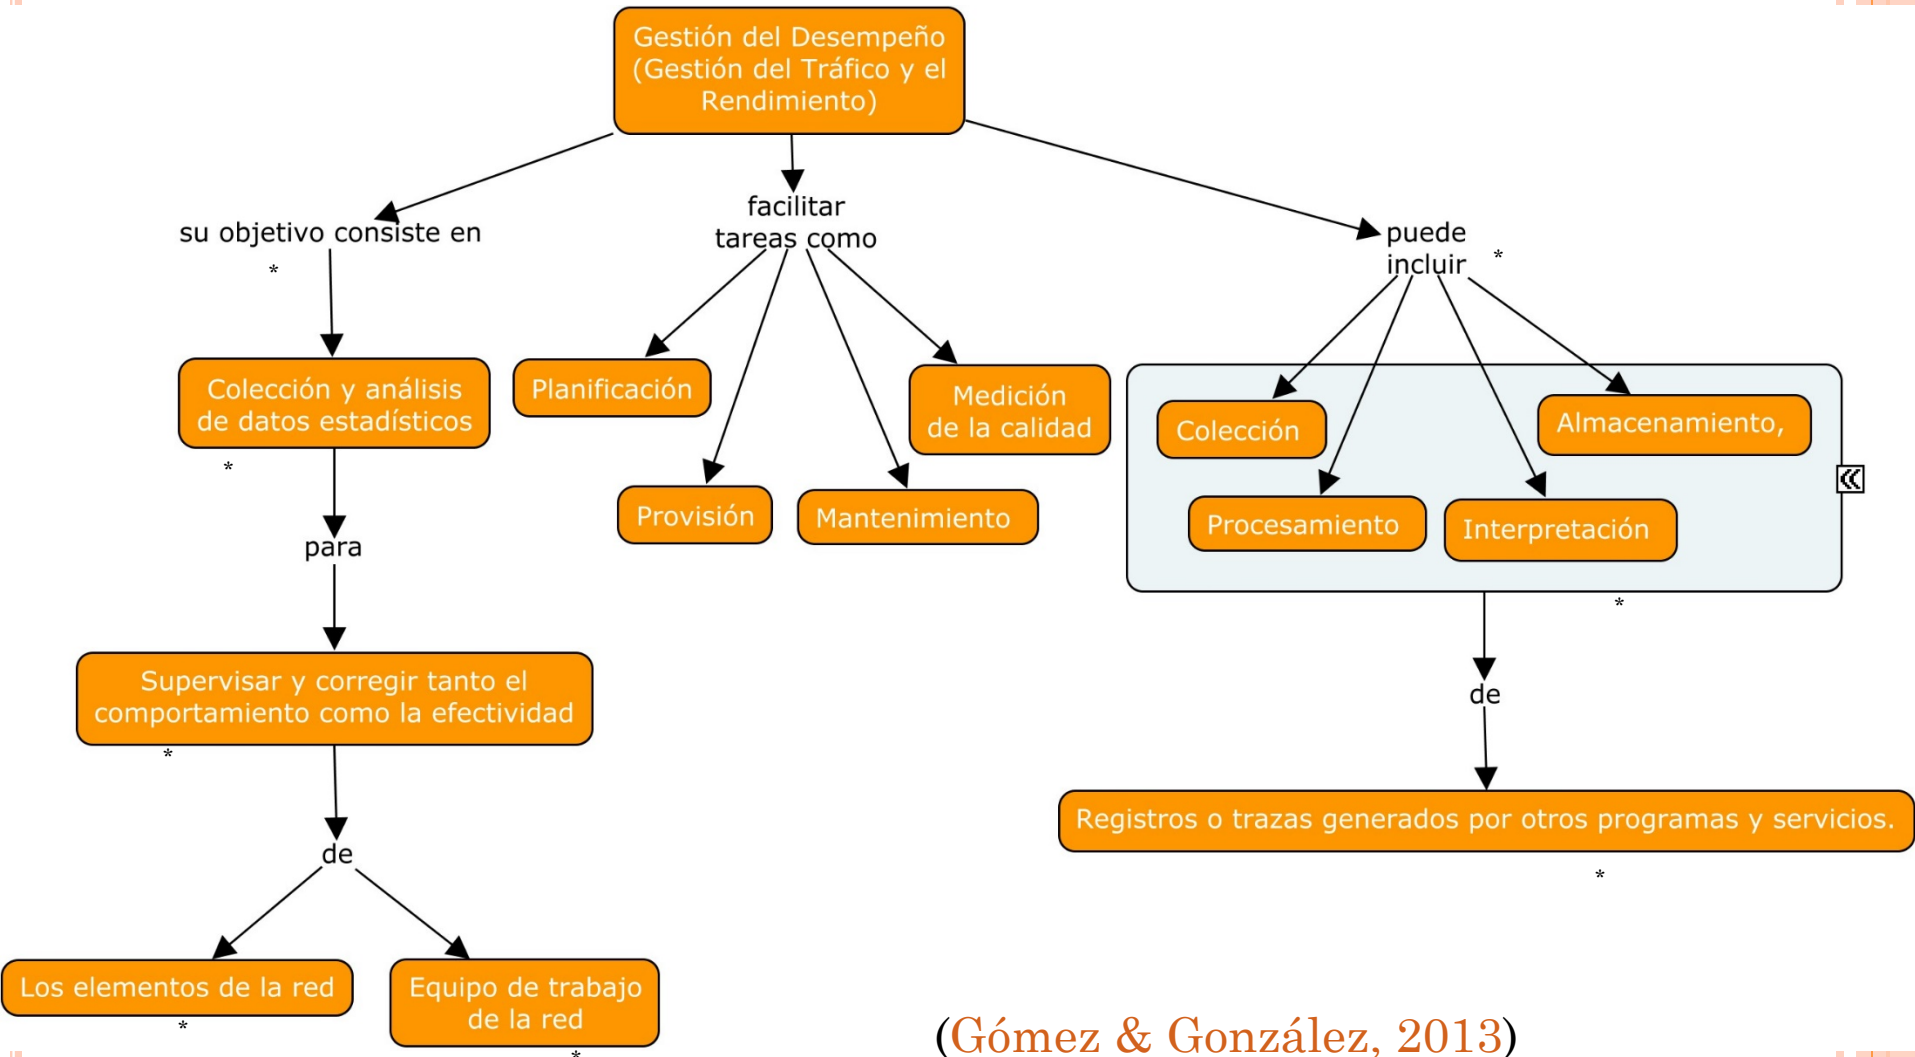 Gestión del Desempeño
(Gestión del Tráfico y el
Rendimiento)
su objetivo consiste en
*
facilitar
tareas como
puede
incluir
*
Colección y análisis
de datos estadísticos
*
Planificación
Medición
de la calidad
Provisión
Mantenimiento
Colección
Almacenamiento,
Procesamiento
Interpretación
*
para
Supervisar y corregir tanto el
comportamiento como la efectividad
*
de
Registros o trazas generados por otros programas y servicios.
*
de
Los elementos de la red
*
Equipo de trabajo
de la red
*
(Gómez & González, 2013)